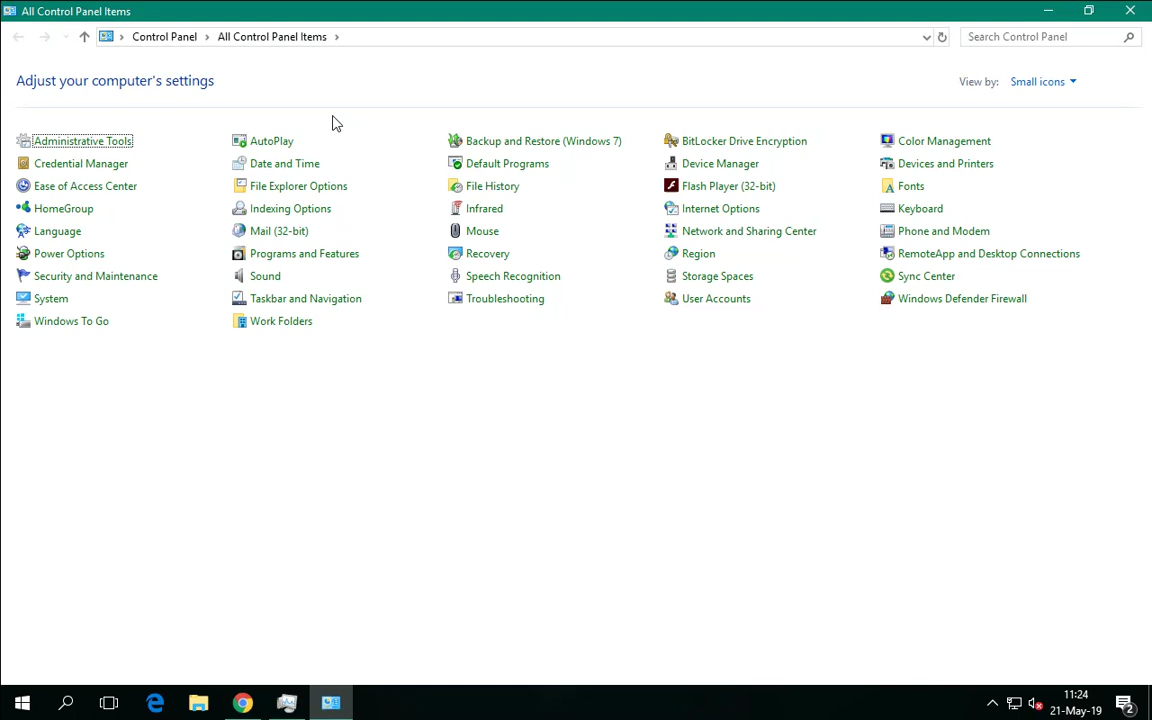 All Control Panel Items
Control Panel > All Control Panel Items >
Search Control Panel
Adjust your computer's settings
View by: Small icons
Administrative Tools
AutoPlay
Backup and Restore (Windows 7)
BitLocker Drive Encryption
Color Management
Credential Manager
Date and Time
Default Programs
Device Manager
Devices and Printers
Ease of Access Center
File Explorer Options
File History
Flash Player (32-bit)
Fonts
HomeGroup
Indexing Options
Infrared
Internet Options
Keyboard
Language
Mail (32-bit)
Mouse
Network and Sharing Center
Phone and Modem
Power Options
Programs and Features
Recovery
Region
RemoteApp and Desktop Connections
Security and Maintenance
Sound
Speech Recognition
Storage Spaces
Sync Center
System
Taskbar and Navigation
Troubleshooting
User Accounts
Windows Defender Firewall
Windows To Go
Work Folders
11:24
21-May-19
2